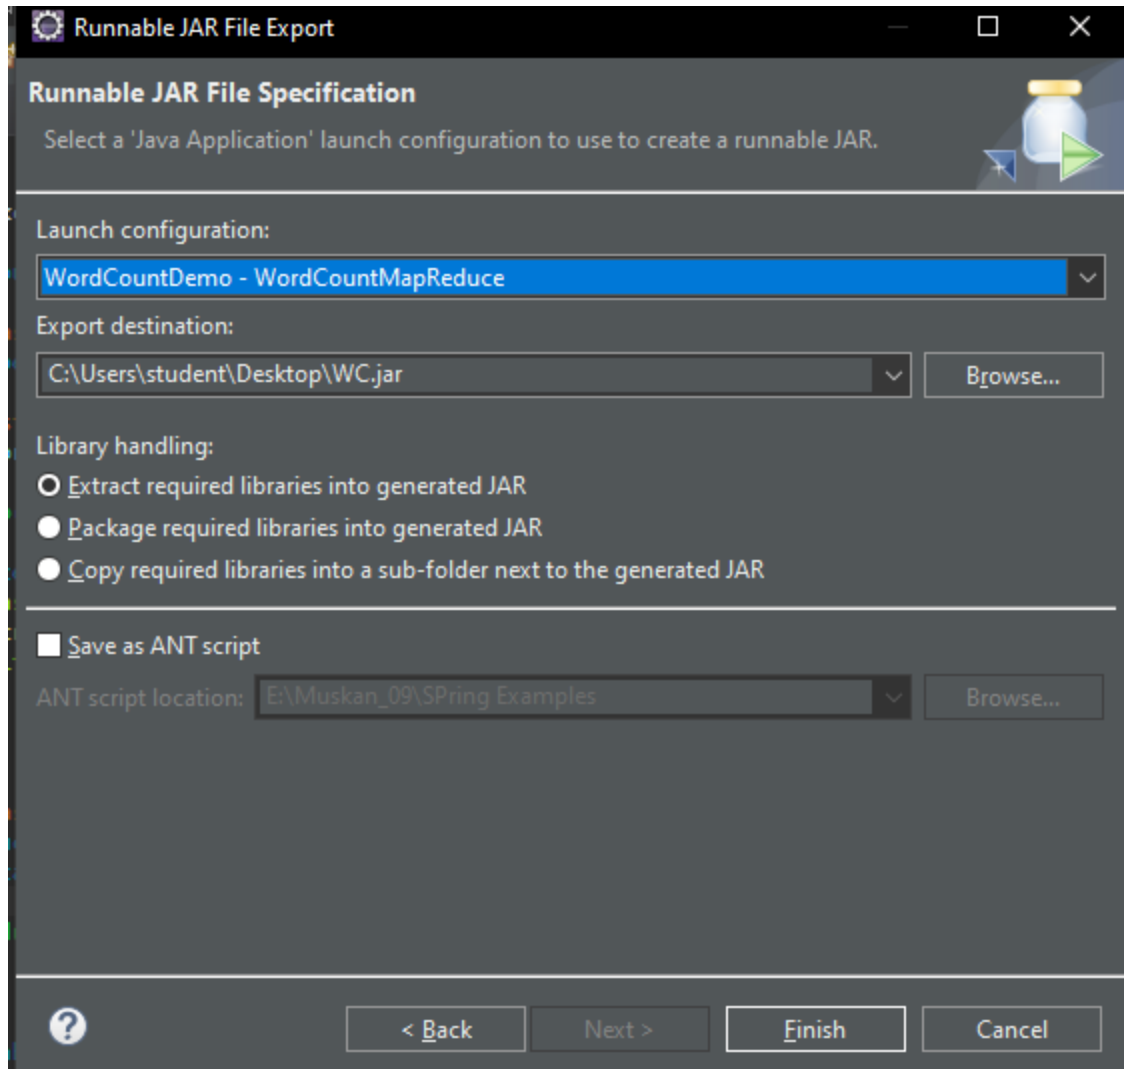 Runnable JAR File Export
Runnable JAR File Specification
Select a 'Java Application' launch configuration to use to create a runnable JAR.
Launch configuration:
WordCountDemo - WordCountMapReduce
Export destination:
C:\Users\student\Desktop\WC.jar
Browse...
Library handling:
Extract required libraries into generated JAR
Package required libraries into generated JAR
Copy required libraries into a sub-folder next to the generated JAR
Save as ANT script
ANT script location: E:\Muskan_09\SPring Examples Browse...
? < Back Next > Finish Cancel